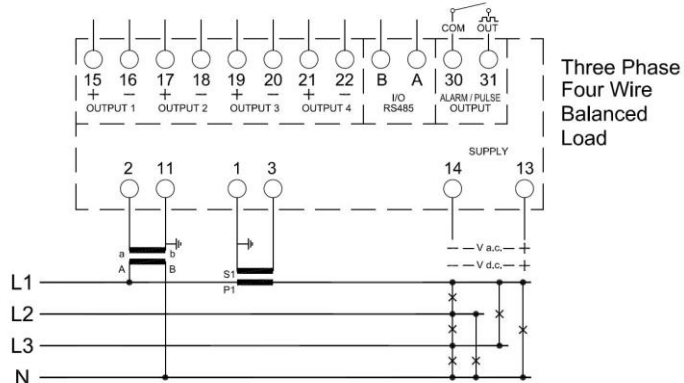 COM OUT
15 16 17 18 19 20 21 22 B A 30 31
+ − + − + − + −
OUTPUT 1 OUTPUT 2 OUTPUT 3 OUTPUT 4
I/O
RS485
ALARM / PULSE
OUTPUT
Three Phase
Four Wire
Balanced
Load
SUPPLY
2 11 1 3 14 13
a b
A B
S1
P1
− V a.c. +
− V d.c. +
L1
L2
L3
N